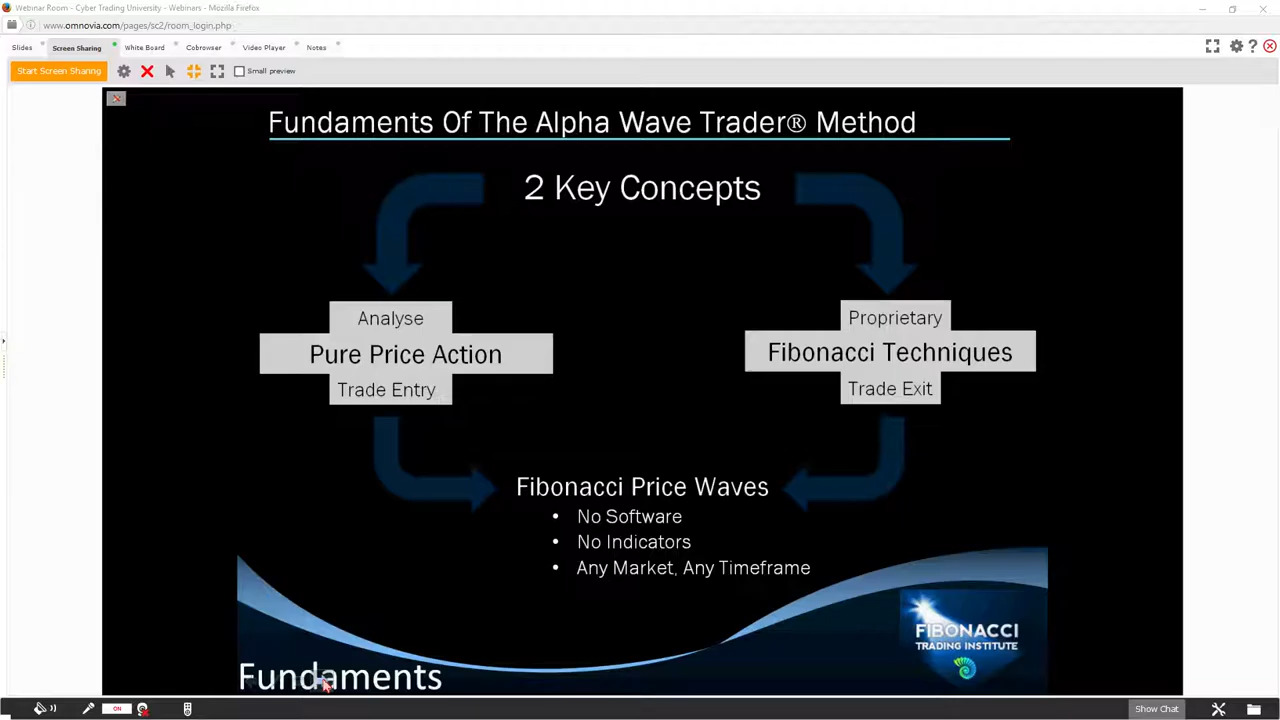 Webinar Room - Cyber Trading University - Webinars - Mozilla Firefox
www.omnovia.com/pages/sc2/room_login.php
Slides Screen Sharing White Board Cobrowser Video Player Notes
Start Screen Sharing Small preview
Fundaments Of The Alpha Wave Trader® Method
2 Key Concepts
Analyse
Pure Price Action
Trade Entry
Proprietary
Fibonacci Techniques
Trade Exit
Fibonacci Price Waves
• No Software
• No Indicators
• Any Market, Any Timeframe
FIBONACCI
TRADING INSTITUTE
Fundaments
ON
Show Chat